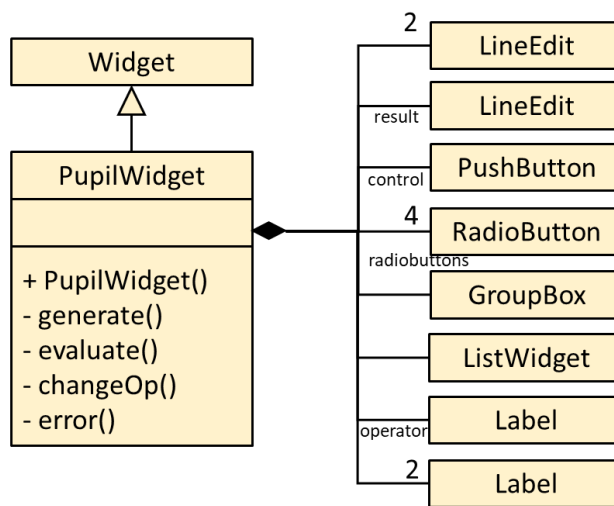 Widget
PupilWidget
+ PupilWidget()
- generate()
- evaluate()
- changeOp()
- error()
2
LineEdit
result
LineEdit
control
PushButton
4
radiobuttons
RadioButton
GroupBox
ListWidget
operator
Label
2
Label